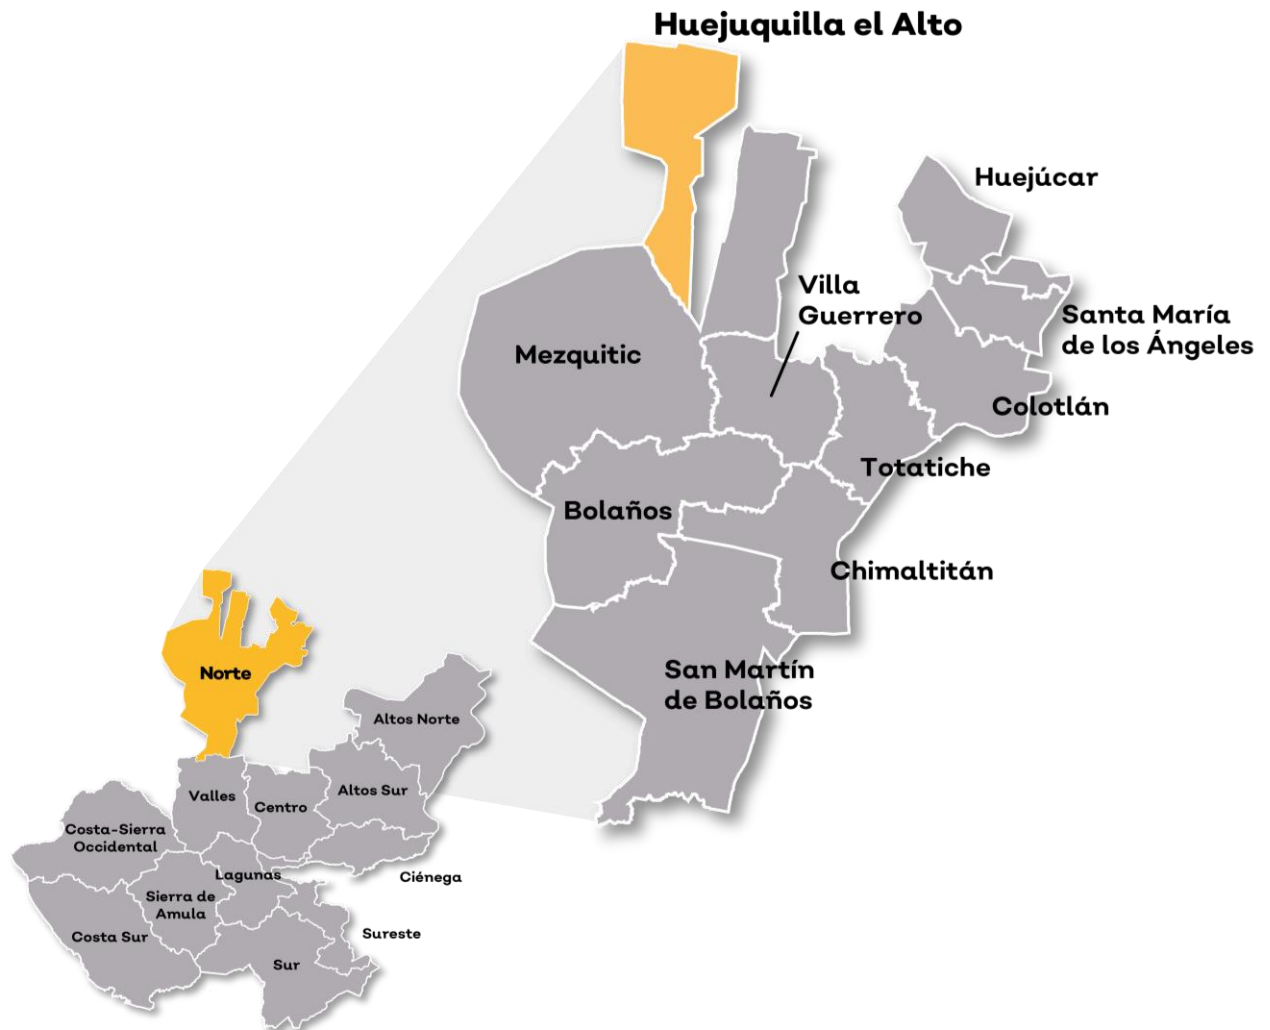 Huejuquilla el Alto
Huejúcar
Villa
Guerrero
Santa María
de los Ángeles
Mezquitic
Colotlán
Totatiche
Bolaños
Chimaltitán
San Martín
de Bolaños
Norte
Altos Norte
Altos Sur
Valles
Centro
Costa-Sierra
Occidental
Lagunas
Ciénega
Sierra de
Amula
Sureste
Costa Sur
Sur